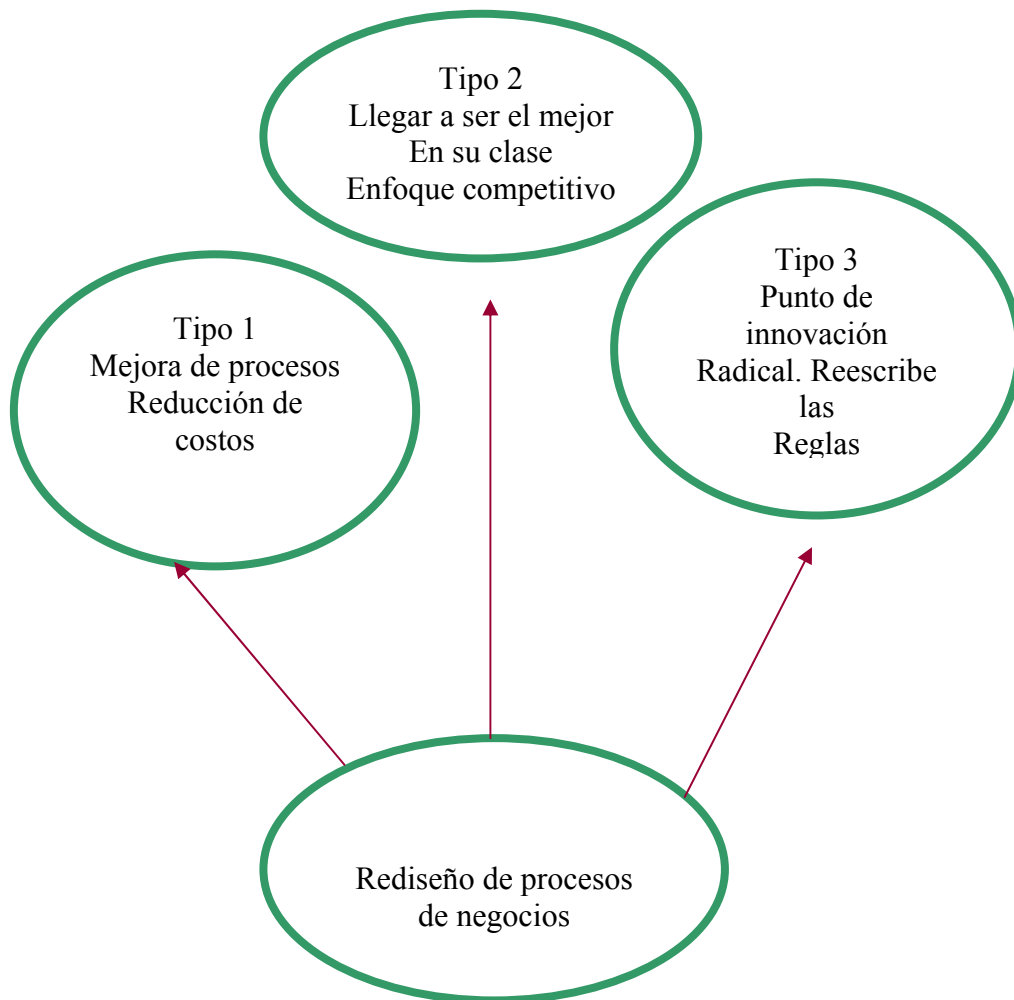 Tipo 2
Llegar a ser el mejor
En su clase
Enfoque competitivo
Tipo 1
Mejora de procesos
Reducción de
costos
Tipo 3
Punto de
innovación
Radical. Reescribe
las
Reglas
Rediseño de procesos
de negocios